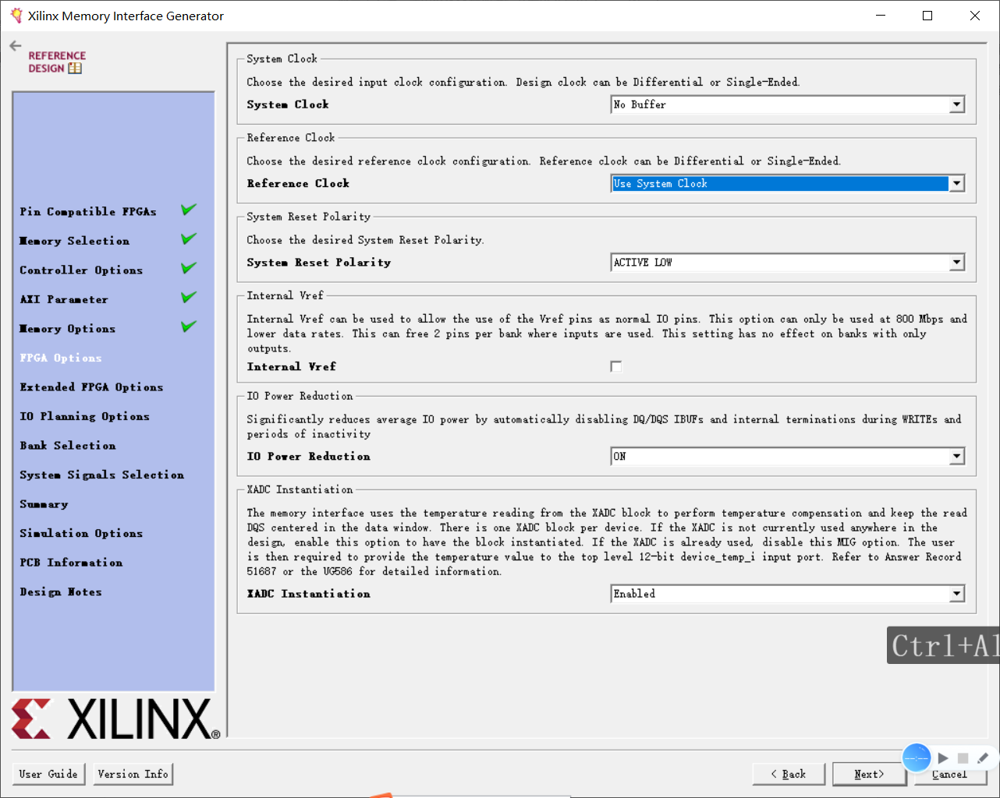 Xilinx Memory Interface Generator
REFERENCE
DESIGN
Pin Compatible FPGAs
Memory Selection
Controller Options
AXI Parameter
Memory Options
FPGA Options
Extended FPGA Options
IO Planning Options
Bank Selection
System Signals Selection
Summary
Simulation Options
PCB Information
Design Notes
XILINX®
System Clock
Choose the desired input clock configuration. Design clock can be Differential or Single-Ended.
System Clock No Buffer
Reference Clock
Choose the desired reference clock configuration. Reference clock can be Differential or Single-Ended.
Reference Clock Use System Clock
System Reset Polarity
Choose the desired System Reset Polarity.
System Reset Polarity ACTIVE LOW
Internal Vref
Internal Vref can be used to allow the use of the Vref pins as normal IO pins. This option can only be used at 800 Mbps and
lower data rates. This can free 2 pins per bank where inputs are used. This setting has no effect on banks with only
outputs.
Internal Vref
IO Power Reduction
Significantly reduces average IO power by automatically disabling DQ/DQS IBUFs and internal terminations during WRITEs and
periods of inactivity
IO Power Reduction ON
XADC Instantiation
The memory interface uses the temperature reading from the XADC block to perform temperature compensation and keep the read
DQS centered in the data window. There is one XADC block per device. If the XADC is not currently used anywhere in the
design, enable this option to have the block instantiated. If the XADC is already used, disable this MIG option. The user
is then required to provide the temperature value to the top level 12-bit device_temp_i input port. Refer to Answer Record
51687 or the UG586 for detailed information.
XADC Instantiation Enabled
Ctrl+Al
--:--
User Guide Version Info < Back Next> Cancel